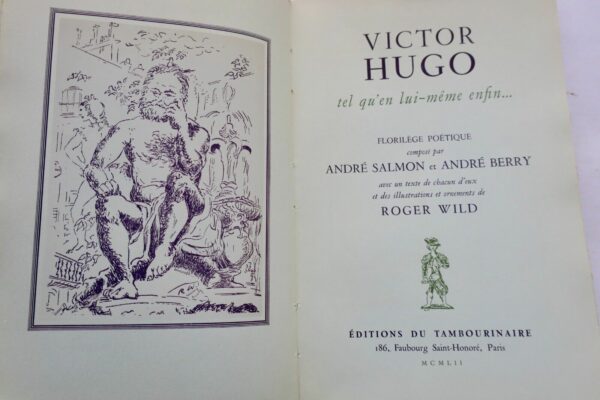 VICTOR
HUGO
tel qu'en lui-même enfin...
FLORILÈGE POÉTIQUE
composé par
ANDRÉ SALMON et ANDRÉ BERRY
avec un texte de chacun d'eux
et des illustrations et ornements de
ROGER WILD
ÉDITIONS DU TAMBOURINAIRE
186, Faubourg Saint-Honoré, Paris
MCMLII